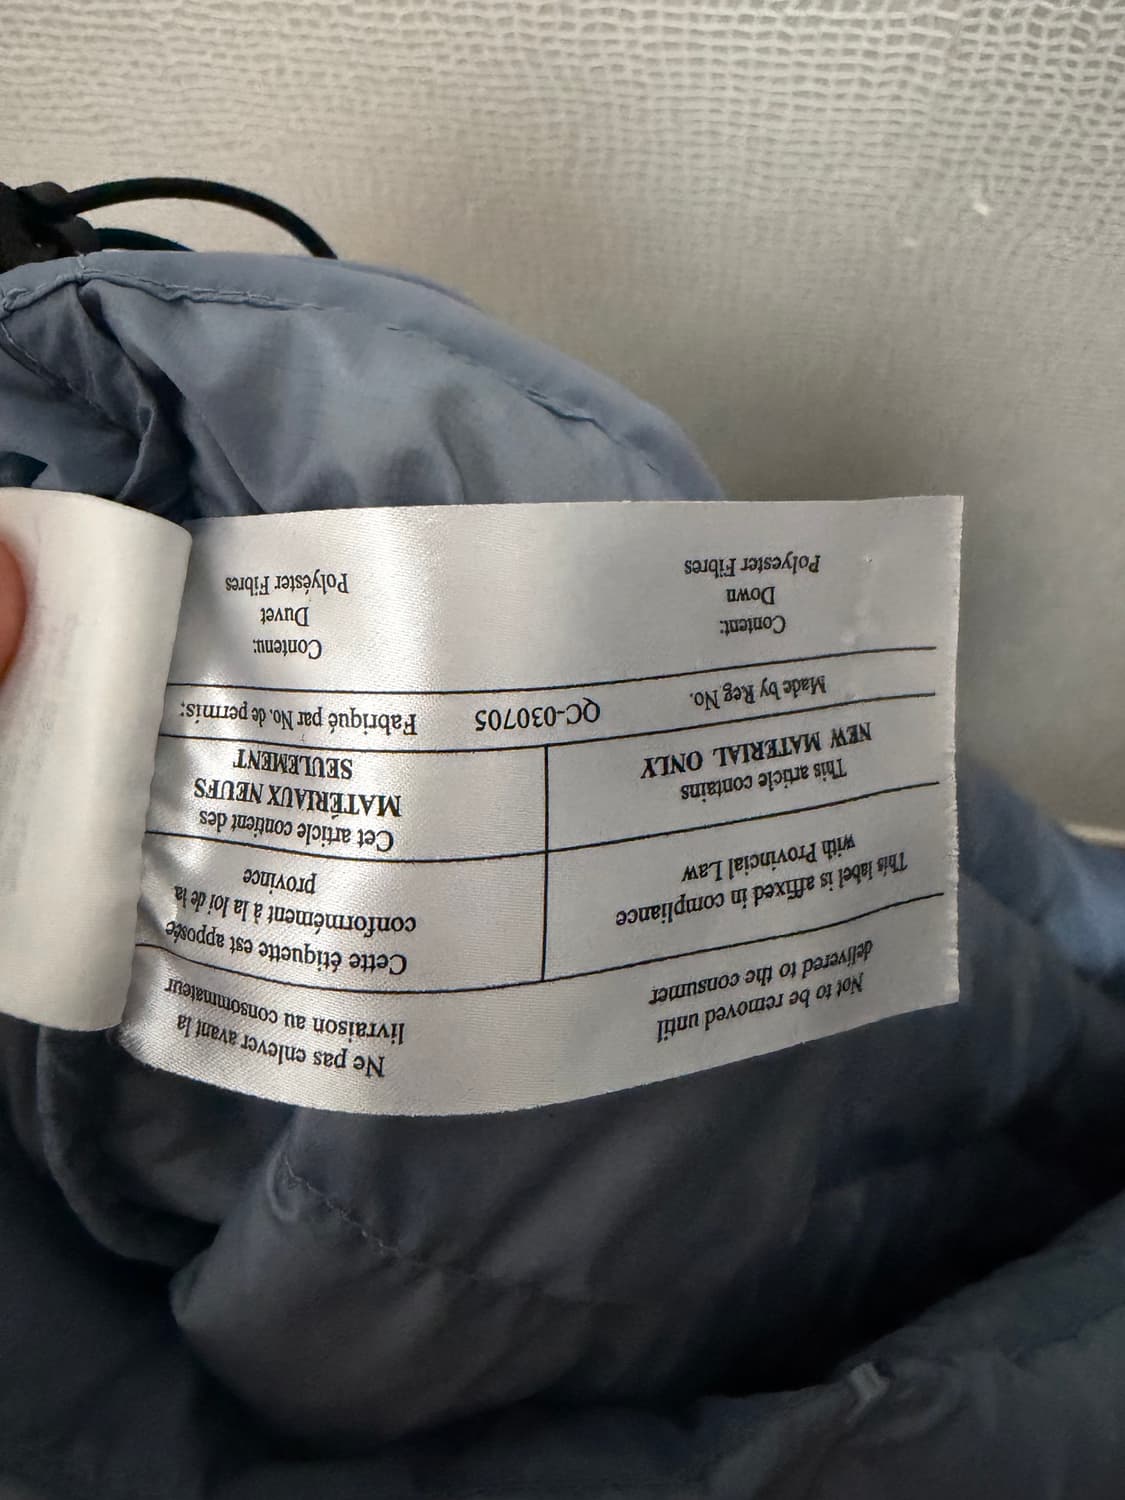 Not to be removed until
delivered to the consumer
Ne pas enlever avant la
livraison au consommateur
This label is affixed in compliance
with Provincial Law
Cette étiquette est apposée
conformément à la loi de la
province
This article contains
NEW MATERIAL ONLY
Cet article contient des
MATÉRIAUX NEUFS
SEULEMENT
Made by Reg No. QC-030705 Fabriqué par No. de permis:
Content:
Down
Polyester Fibres
Contenu:
Duvet
Polyéster Fibres